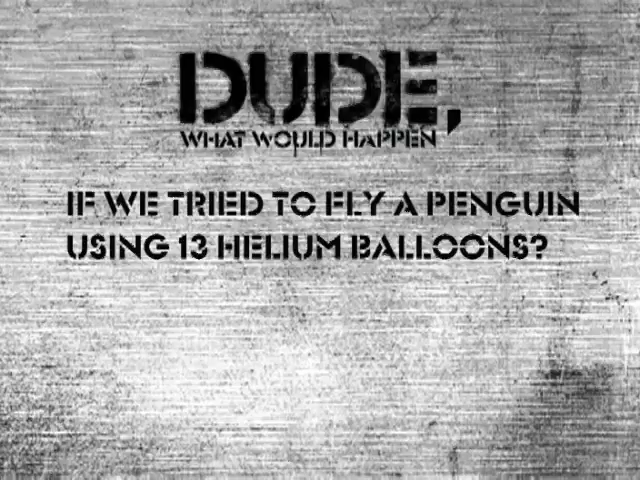 DUDE,
WHAT WOULD HAPPEN
IF WE TRIED TO FLY A PENGUIN
USING 13 HELIUM BALLOONS?